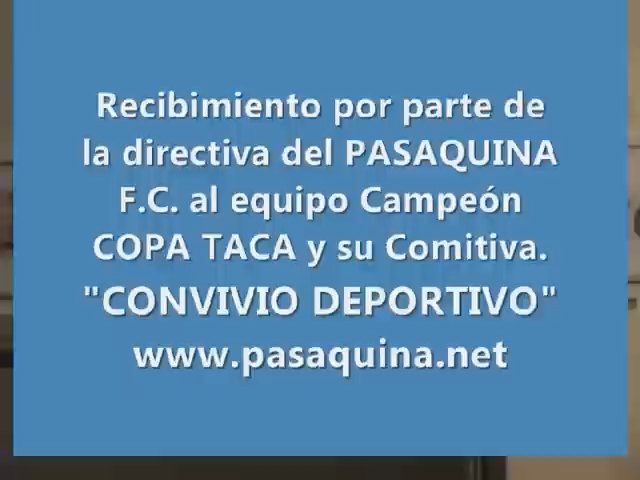 Recibimiento por parte de
la directiva del PASAQUINA
F.C. al equipo Campeón
COPA TACA y su Comitiva.
"CONVIVIO DEPORTIVO"
www.pasaquina.net